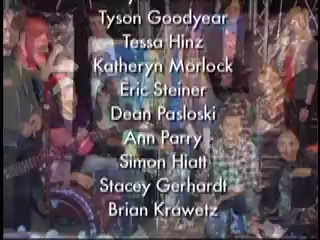 Tyson Goodyear
Tessa Hinz
Katheryn Morlock
Eric Steiner
Dean Pasloski
Ann Parry
Simon Hiatt
Stacey Gerhardt
Brian Krawetz